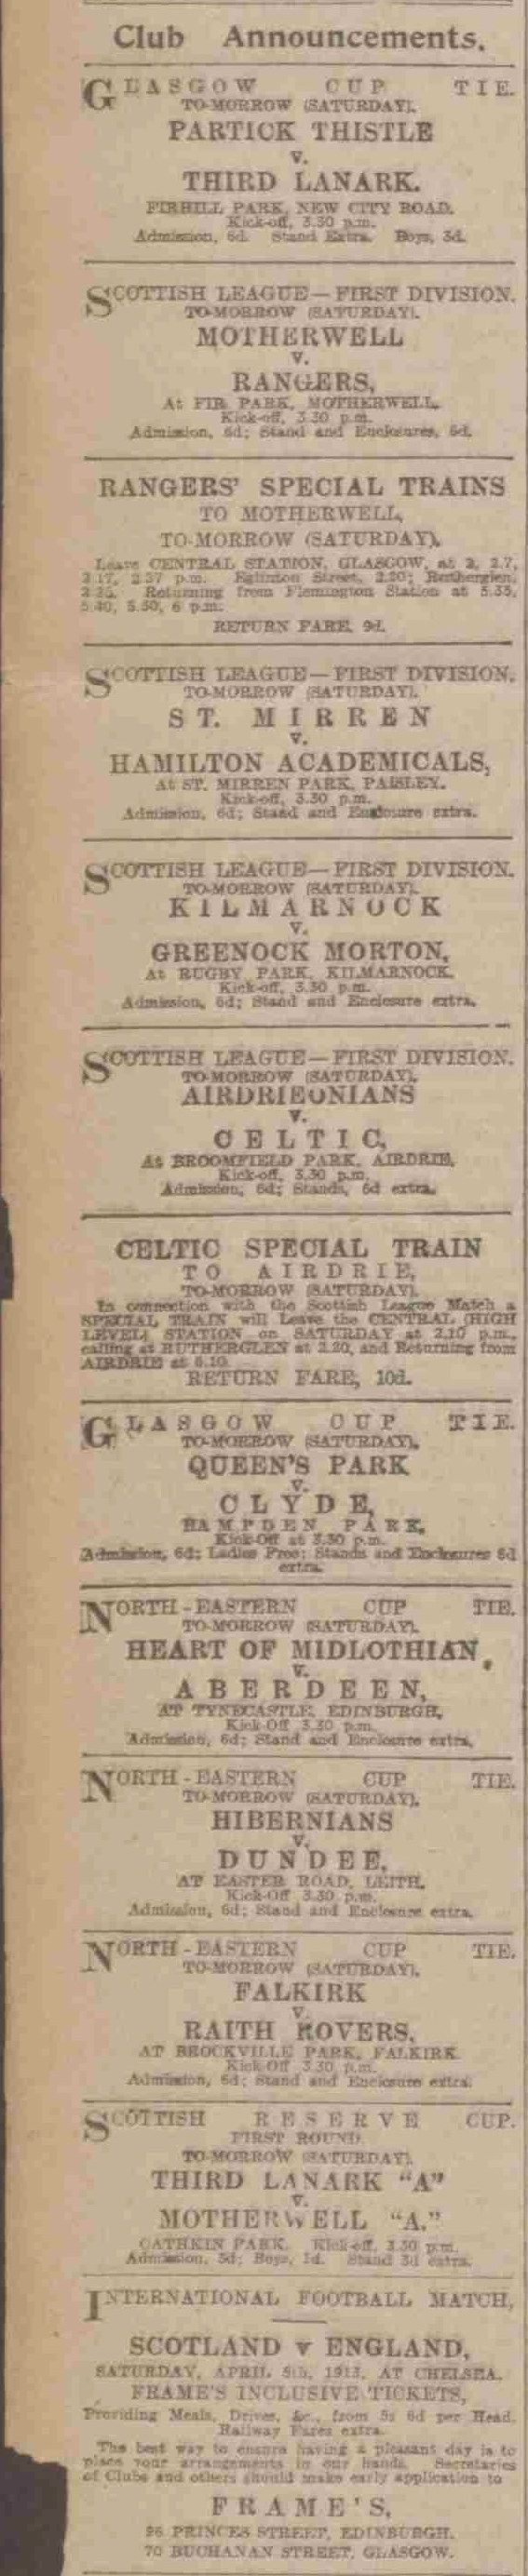 Club Announcements.
GLASGOW CUP TIE.
TO-MORROW (SATURDAY).
PARTICK THISTLE
v.
THIRD LANARK.
FIRHILL PARK, NEW CITY ROAD.
Kick-off, 3.30 p.m.
Admission, 6d. Stand Extra. Boys, 3d.
SCOTTISH LEAGUE—FIRST DIVISION.
TO-MORROW (SATURDAY).
MOTHERWELL
v.
RANGERS,
At FIR PARK, MOTHERWELL.
Kick-off, 3.30 p.m.
Admission, 6d; Stand and Enclosures, 6d.
RANGERS' SPECIAL TRAINS
TO MOTHERWELL,
TO-MORROW (SATURDAY),
Leave CENTRAL STATION, GLASGOW, at 2, 2.7,
2.17, 2.37 p.m. Eglinton Street, 2.20; Rutherglen,
2.25. Returning from Flemington Station at 5.35,
5.40, 5.50, 6 p.m.
RETURN FARE, 9d.
SCOTTISH LEAGUE—FIRST DIVISION.
TO-MORROW (SATURDAY).
ST. MIRREN
v.
HAMILTON ACADEMICALS,
At ST. MIRREN PARK, PAISLEY.
Kick-off, 3.30 p.m.
Admission, 6d; Stand and Enclosure extra.
SCOTTISH LEAGUE—FIRST DIVISION.
TO-MORROW (SATURDAY).
KILMARNOCK
v.
GREENOCK MORTON,
At RUGBY PARK, KILMARNOCK.
Kick-off, 3.30 p.m.
Admission, 6d; Stand and Enclosure extra.
SCOTTISH LEAGUE—FIRST DIVISION.
TO-MORROW (SATURDAY).
AIRDRIEONIANS
v.
CELTIC,
At BROOMFIELD PARK, AIRDRIE.
Kick-off, 3.30 p.m.
Admission, 6d; Stands, 6d extra.
CELTIC SPECIAL TRAIN
TO AIRDRIE,
TO-MORROW (SATURDAY).
In connection with the Scottish League Match a
SPECIAL TRAIN will Leave the CENTRAL (HIGH
LEVEL) STATION on SATURDAY at 2.10 p.m.,
calling at RUTHERGLEN at 2.20, and Returning from
AIRDRIE at 6.10.
RETURN FARE, 10d.
GLASGOW CUP TIE.
TO-MORROW (SATURDAY),
QUEEN'S PARK
v.
CLYDE,
HAMPDEN PARK,
Kick-Off at 3.30 p.m.
Admission, 6d; Ladies Free; Stands and Enclosures 6d
extra.
NORTH-EASTERN CUP TIE.
TO-MORROW (SATURDAY).
HEART OF MIDLOTHIAN,
v.
ABERDEEN,
AT TYNECASTLE, EDINBURGH,
Kick-Off 3.30 p.m.
Admission, 6d; Stand and Enclosure extra.
NORTH-EASTERN CUP TIE.
TO-MORROW (SATURDAY).
HIBERNIANS
v.
DUNDEE,
AT EASTER ROAD, LEITH.
Kick-Off 3.30 p.m.
Admission, 6d; Stand and Enclosure extra.
NORTH-EASTERN CUP TIE.
TO-MORROW (SATURDAY).
FALKIRK
v.
RAITH ROVERS,
AT BROCKVILLE PARK, FALKIRK.
Kick-Off 3.30 p.m.
Admission, 6d; Stand and Enclosure extra.
SCOTTISH RESERVE CUP.
FIRST ROUND.
TO-MORROW (SATURDAY).
THIRD LANARK "A"
v.
MOTHERWELL "A."
CATHKIN PARK. Kick-off, 3.30 p.m.
Admission, 3d; Boys, 1d. Stand 3d extra.
INTERNATIONAL FOOTBALL MATCH,
SCOTLAND v ENGLAND,
SATURDAY, APRIL 5th, 1913, AT CHELSEA.
FRAME'S INCLUSIVE TICKETS,
Providing Meals, Drives, &c., from 5s 6d per Head.
Railway Fares extra.
The best way to ensure having a pleasant day is to
place your arrangements in our hands. Secretaries
of Clubs and others should make early application to
FRAME'S,
96 PRINCES STREET, EDINBURGH.
70 BUCHANAN STREET, GLASGOW.